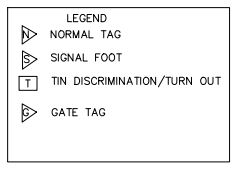 LEGEND
N NORMAL TAG
S SIGNAL FOOT
T TIN DISCRIMINATION/TURN OUT
G GATE TAG